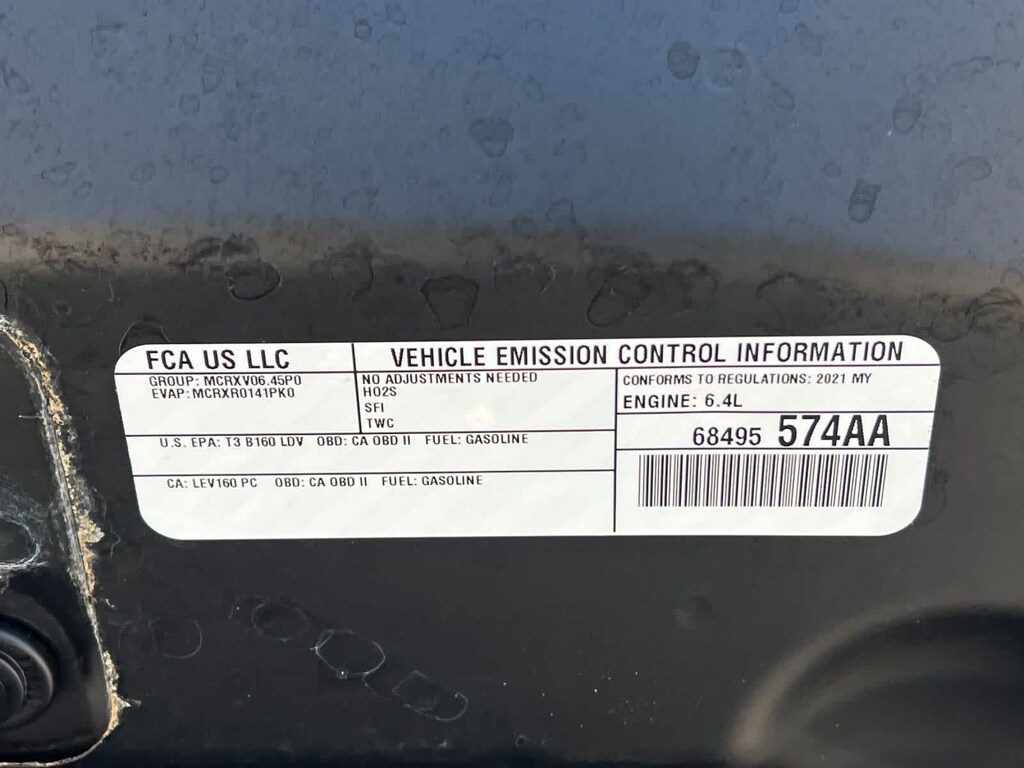 FCA US LLC
VEHICLE EMISSION CONTROL INFORMATION
GROUP: MCRXV06.45P0
EVAP: MCRXR0141PK0
NO ADJUSTMENTS NEEDED
HO2S
SFI
TWC
CONFORMS TO REGULATIONS: 2021 MY
ENGINE: 6.4L
68495 574AA
U.S. EPA: T3 B160 LDV OBD: CA OBD II FUEL: GASOLINE
CA: LEV160 PC OBD: CA OBD II FUEL: GASOLINE